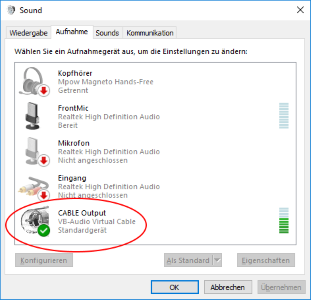 Sound
Wiedergabe Aufnahme Sounds Kommunikation
Wählen Sie ein Aufnahmegerät aus, um die Einstellungen zu ändern:
Kopfhörer
Mpow Magneto Hands-Free
Getrennt
FrontMic
Realtek High Definition Audio
Bereit
Mikrofon
Realtek High Definition Audio
Nicht angeschlossen
Eingang
Realtek High Definition Audio
Nicht angeschlossen
CABLE Output
VB-Audio Virtual Cable
Standardgerät
Konfigurieren Als Standard Eigenschaften
OK Abbrechen Übernehmen